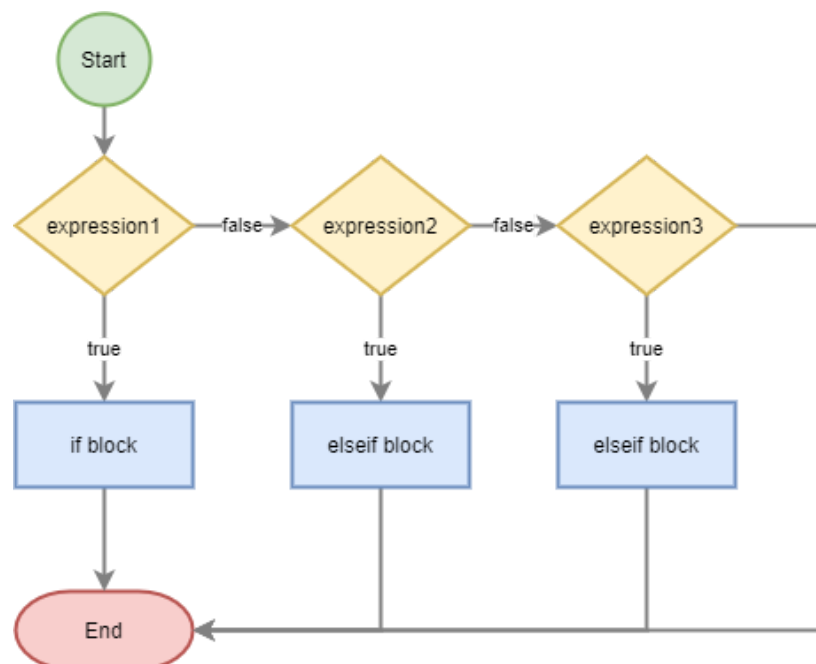 Start
expression1
false
expression2
false
expression3
true
true
true
if block
elseif block
elseif block
End